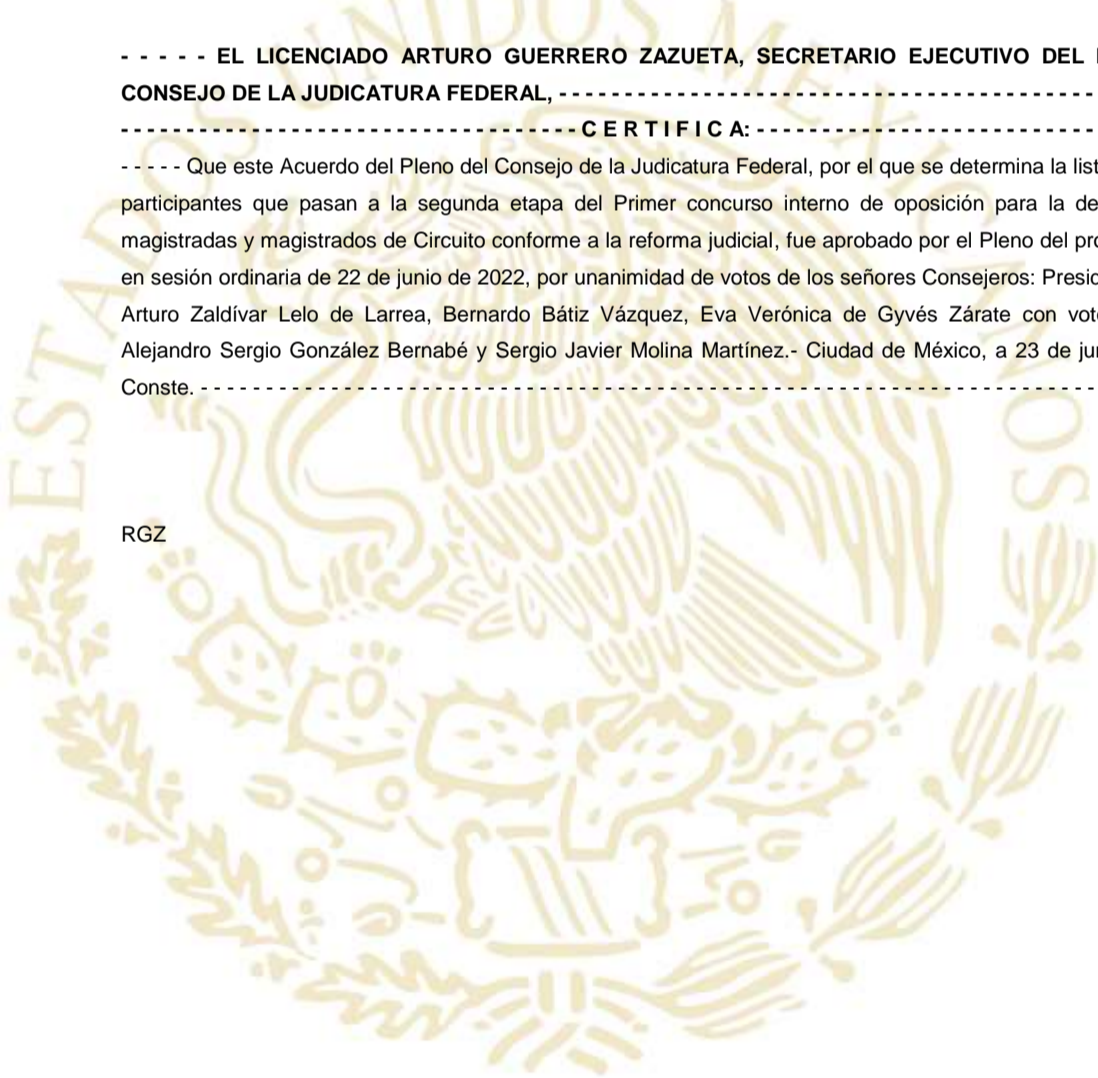 - - - - - EL LICENCIADO ARTURO GUERRERO ZAZUETA, SECRETARIO EJECUTIVO DEL
CONSEJO DE LA JUDICATURA FEDERAL, - - - - - - - - - - - - - - - - - - - - - - - - - - - - - - - - - - - - - - - - -
- - - - - - - - - - - - - - - - - - - - - - - - - - - - - - - - - - - C E R T I F I C A: - - - - - - - - - - - - - - - - - - - - - - - - - -
- - - - - Que este Acuerdo del Pleno del Consejo de la Judicatura Federal, por el que se determina la
participantes que pasan a la segunda etapa del Primer concurso interno de oposición para la
magistradas y magistrados de Circuito conforme a la reforma judicial, fue aprobado por el Pleno del
en sesión ordinaria de 22 de junio de 2022, por unanimidad de votos de los señores Consejeros:
Arturo Zaldívar Lelo de Larrea, Bernardo Bátiz Vázquez, Eva Verónica de Gyvés Zárate con
Alejandro Sergio González Bernabé y Sergio Javier Molina Martínez.- Ciudad de México, a 23 de
Conste. - - - - - - - - - - - - - - - - - - - - - - - - - - - - - - - - - - - - - - - - - - - - - - - - - - - - - - - - - - - - - - - - - - - - -
RGZ
ESTADOS UNIDOS MEXICANOS